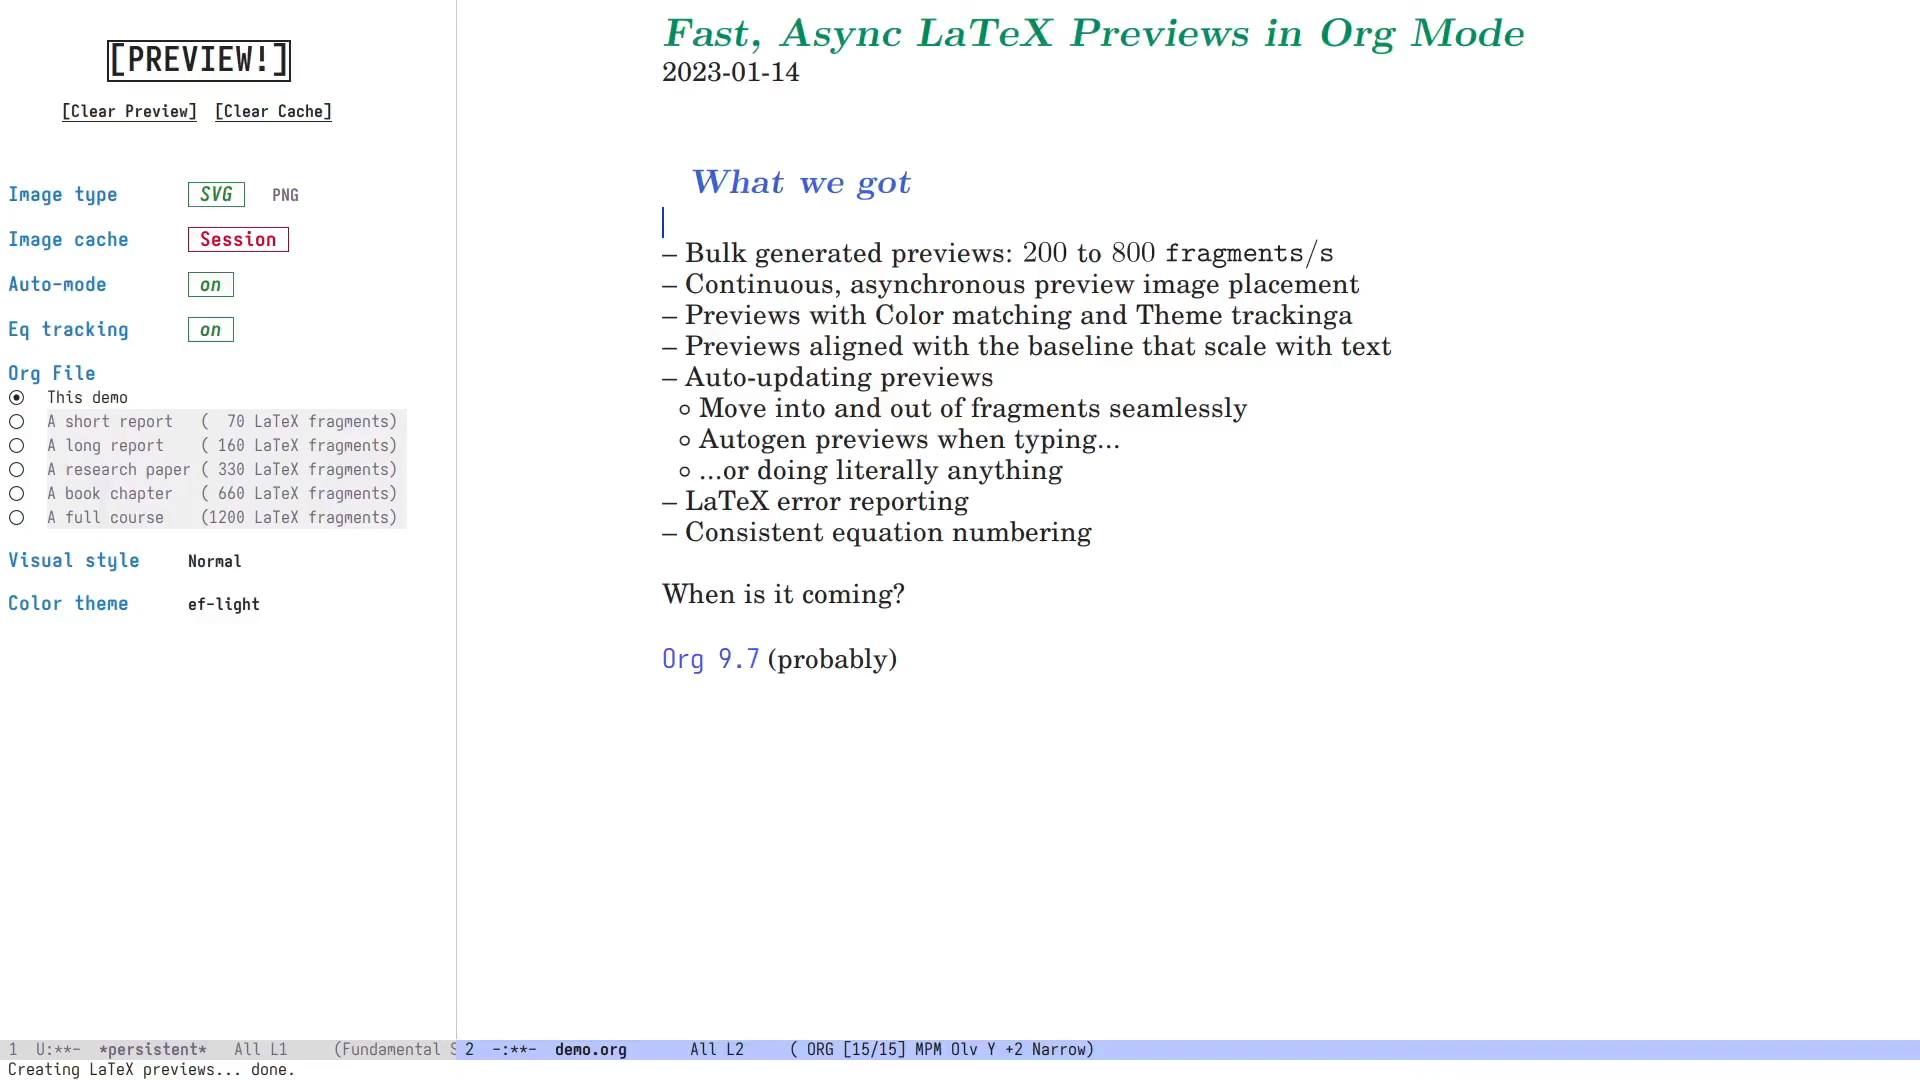 [PREVIEW!]
[Clear Preview] [Clear Cache]
Image type SVG PNG
Image cache Session
Auto-mode on
Eq tracking on
Org File
This demo
A short report ( 70 LaTeX fragments)
A long report ( 160 LaTeX fragments)
A research paper ( 330 LaTeX fragments)
A book chapter ( 660 LaTeX fragments)
A full course (1200 LaTeX fragments)
Visual style Normal
Color theme ef-light
Fast, Async LaTeX Previews in Org Mode
2023-01-14
What we got
– Bulk generated previews: 200 to 800 fragments/s
– Continuous, asynchronous preview image placement
– Previews with Color matching and Theme trackinga
– Previews aligned with the baseline that scale with text
– Auto-updating previews
○ Move into and out of fragments seamlessly
○ Autogen previews when typing...
○ ...or doing literally anything
– LaTeX error reporting
– Consistent equation numbering
When is it coming?
Org 9.7 (probably)
1 U:**- *persistent* All L1 (Fundamental S
2 -:**- demo.org All L2 ( ORG [15/15] MPM Olv Y +2 Narrow)
Creating LaTeX previews... done.